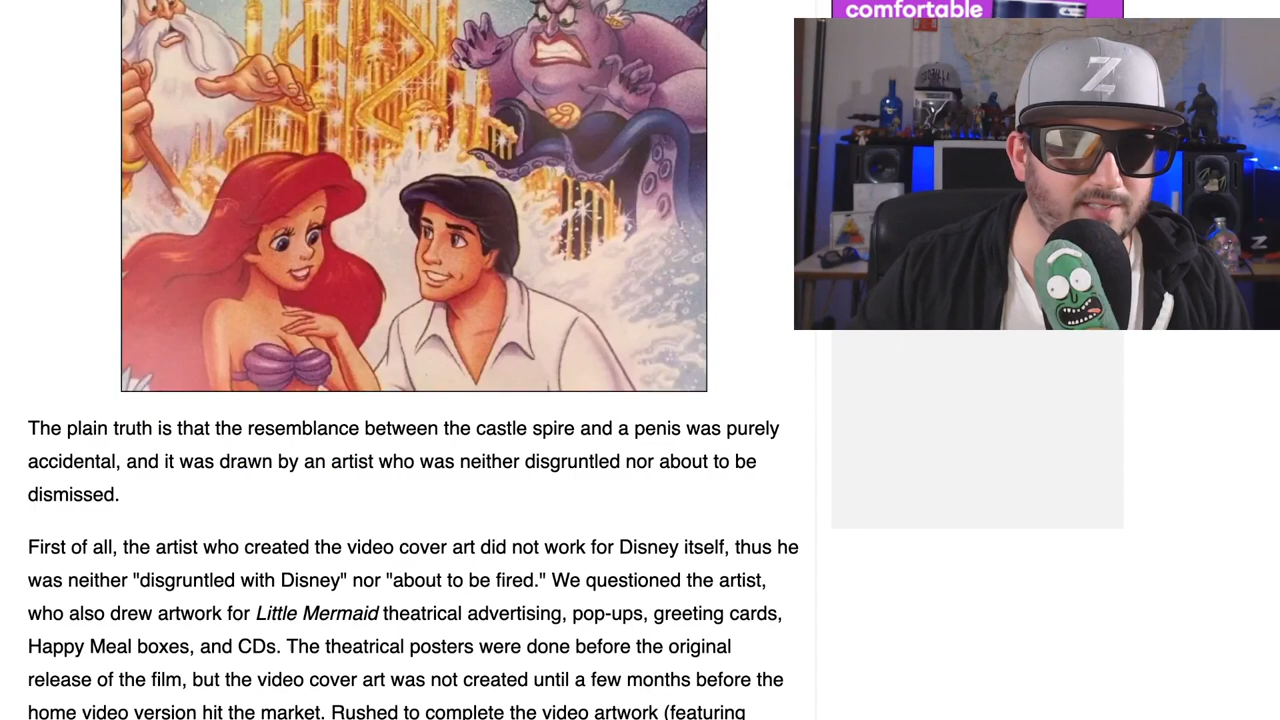 comfortable
Z
The plain truth is that the resemblance between the castle spire and a penis was purely
accidental, and it was drawn by an artist who was neither disgruntled nor about to be
dismissed.
First of all, the artist who created the video cover art did not work for Disney itself, thus he
was neither "disgruntled with Disney" nor "about to be fired." We questioned the artist,
who also drew artwork for Little Mermaid theatrical advertising, pop-ups, greeting cards,
Happy Meal boxes, and CDs. The theatrical posters were done before the original
release of the film, but the video cover art was not created until a few months before the
home video version hit the market. Rushed to complete the video artwork (featuring